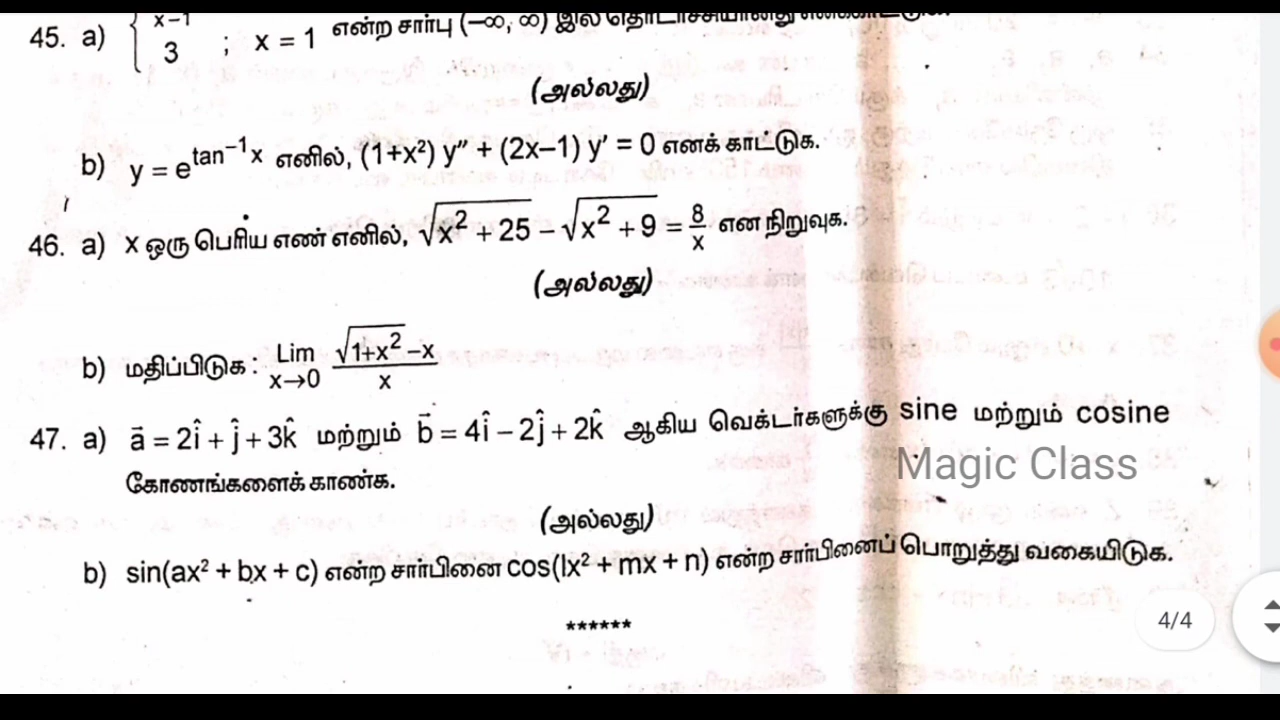 45. a) { x−1
3 ; x = 1 என்ற சார்பு (−∞, ∞) இல்
(அல்லது)
b) y = e^{tan⁻¹x} எனில், (1+x²) y″ + (2x−1) y′ = 0 எனக் காட்டுக.
46. a) x ஒரு பெரிய எண் எனில், √(x² + 25) − √(x² + 9) = 8/x என நிறுவுக.
(அல்லது)
b) மதிப்பிடுக : Lim x→0 (√(1+x²) −x)/x
47. a) a⃗ = 2î + ĵ + 3k̂ மற்றும் b⃗ = 4î − 2ĵ + 2k̂ ஆகிய வெக்டர்களுக்கு sine மற்றும் cosine
Magic Class
கோணங்களைக் காண்க.
(அல்லது)
b) sin(ax² + bx + c) என்ற சார்பினை cos(lx² + mx + n) என்ற சார்பினைப் பொறுத்து வகையிடுக.
******
4/4